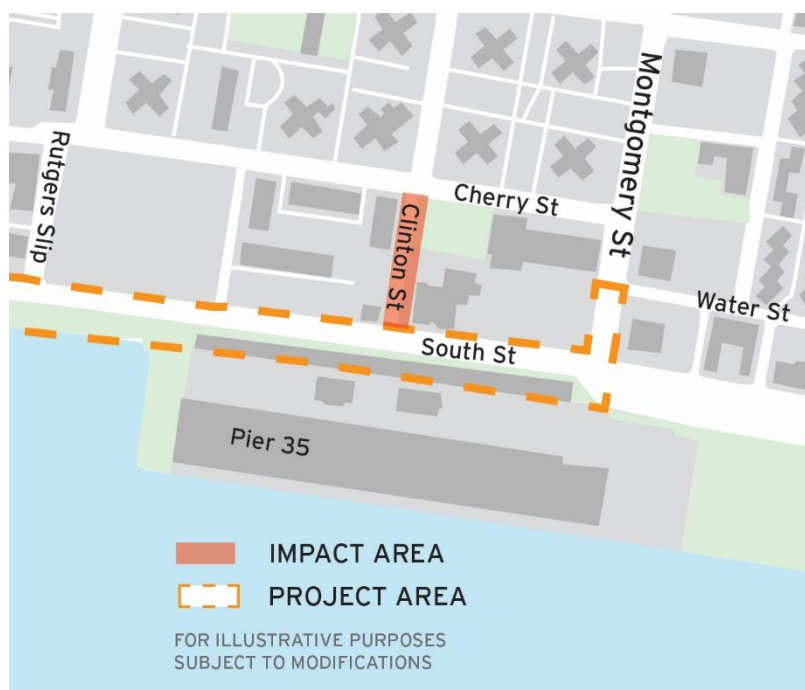 Montgomery St
Rutgers Slip
Cherry St
Clinton St
Water St
South St
Pier 35
IMPACT AREA
PROJECT AREA
FOR ILLUSTRATIVE PURPOSES
SUBJECT TO MODIFICATIONS